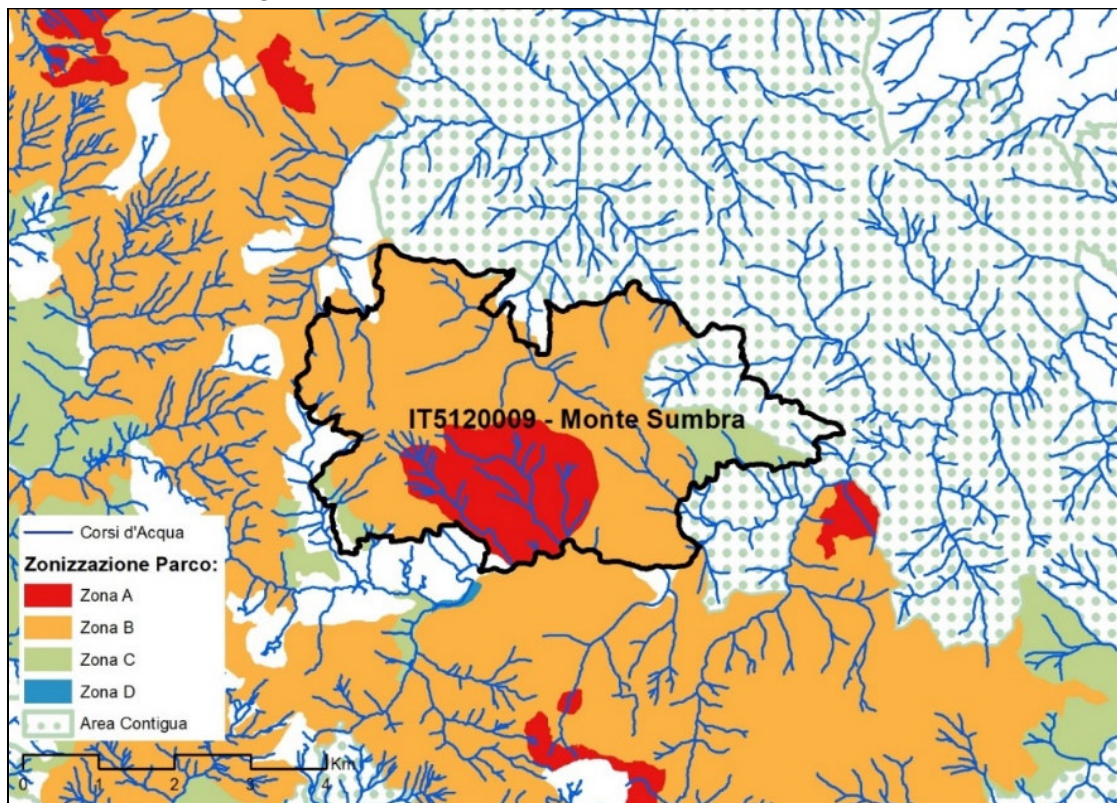 IT5120009 - Monte Sumbra
Corsi d'Acqua
Zonizzazione Parco:
Zona A
Zona B
Zona C
Zona D
Area Contigua
Km
0 1 2 3 4